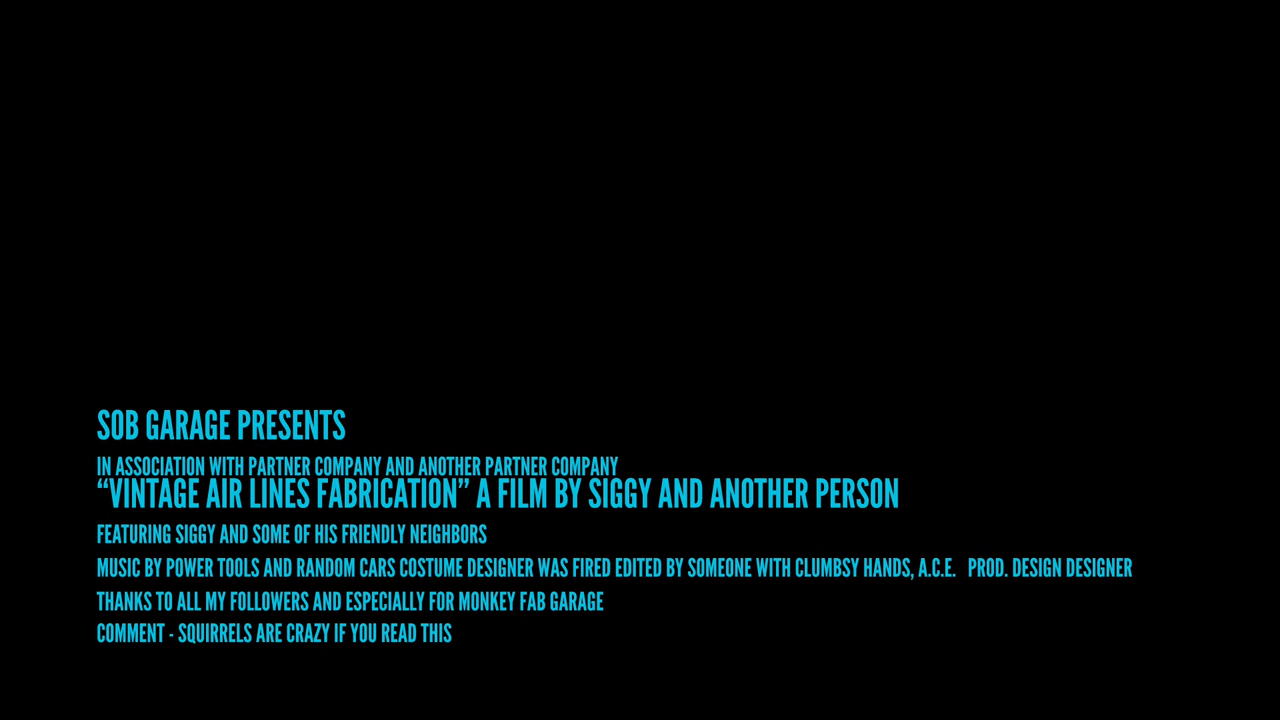 SOB GARAGE PRESENTS
IN ASSOCIATION WITH PARTNER COMPANY AND ANOTHER PARTNER COMPANY
“VINTAGE AIR LINES FABRICATION” A FILM BY SIGGY AND ANOTHER PERSON
FEATURING SIGGY AND SOME OF HIS FRIENDLY NEIGHBORS
MUSIC BY POWER TOOLS AND RANDOM CARS COSTUME DESIGNER WAS FIRED EDITED BY SOMEONE WITH CLUMBSY HANDS, A.C.E. PROD. DESIGN DESIGNER
THANKS TO ALL MY FOLLOWERS AND ESPECIALLY FOR MONKEY FAB GARAGE
COMMENT - SQUIRRELS ARE CRAZY IF YOU READ THIS